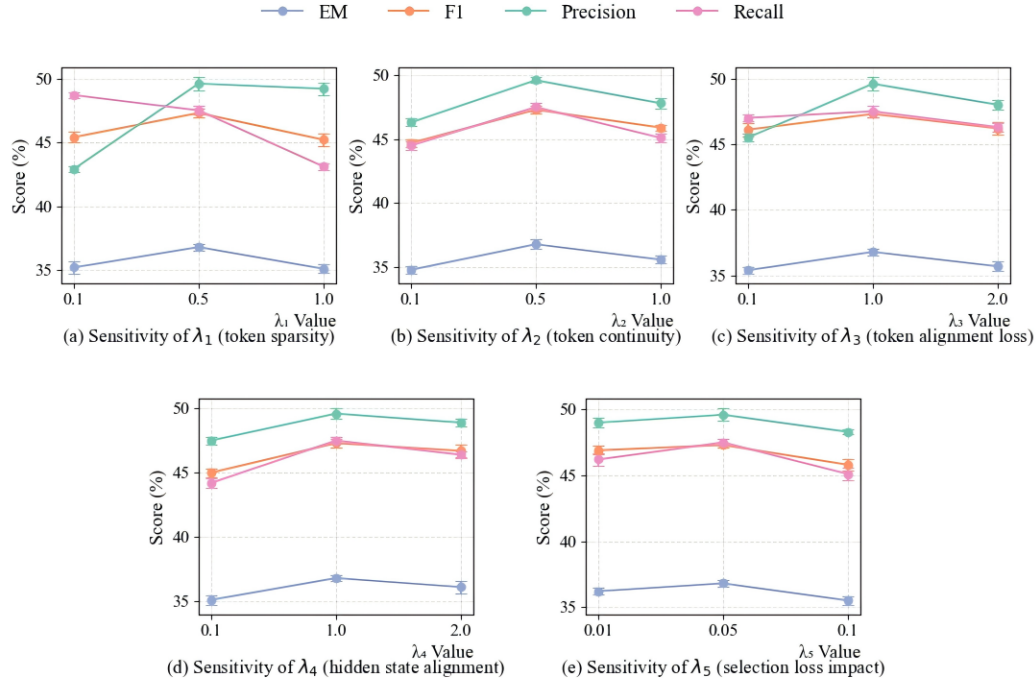 EM F1 Precision Recall
Score (%)
50
45
40
35
0.1 0.5 1.0
λ₁ Value
(a) Sensitivity of λ₁ (token sparsity)
Score (%)
50
45
40
35
0.1 0.5 1.0
λ₂ Value
(b) Sensitivity of λ₂ (token continuity)
Score (%)
50
45
40
35
0.1 1.0 2.0
λ₃ Value
(c) Sensitivity of λ₃ (token alignment loss)
Score (%)
50
45
40
35
0.1 1.0 2.0
λ₄ Value
(d) Sensitivity of λ₄ (hidden state alignment)
Score (%)
50
45
40
35
0.01 0.05 0.1
λ₅ Value
(e) Sensitivity of λ₅ (selection loss impact)